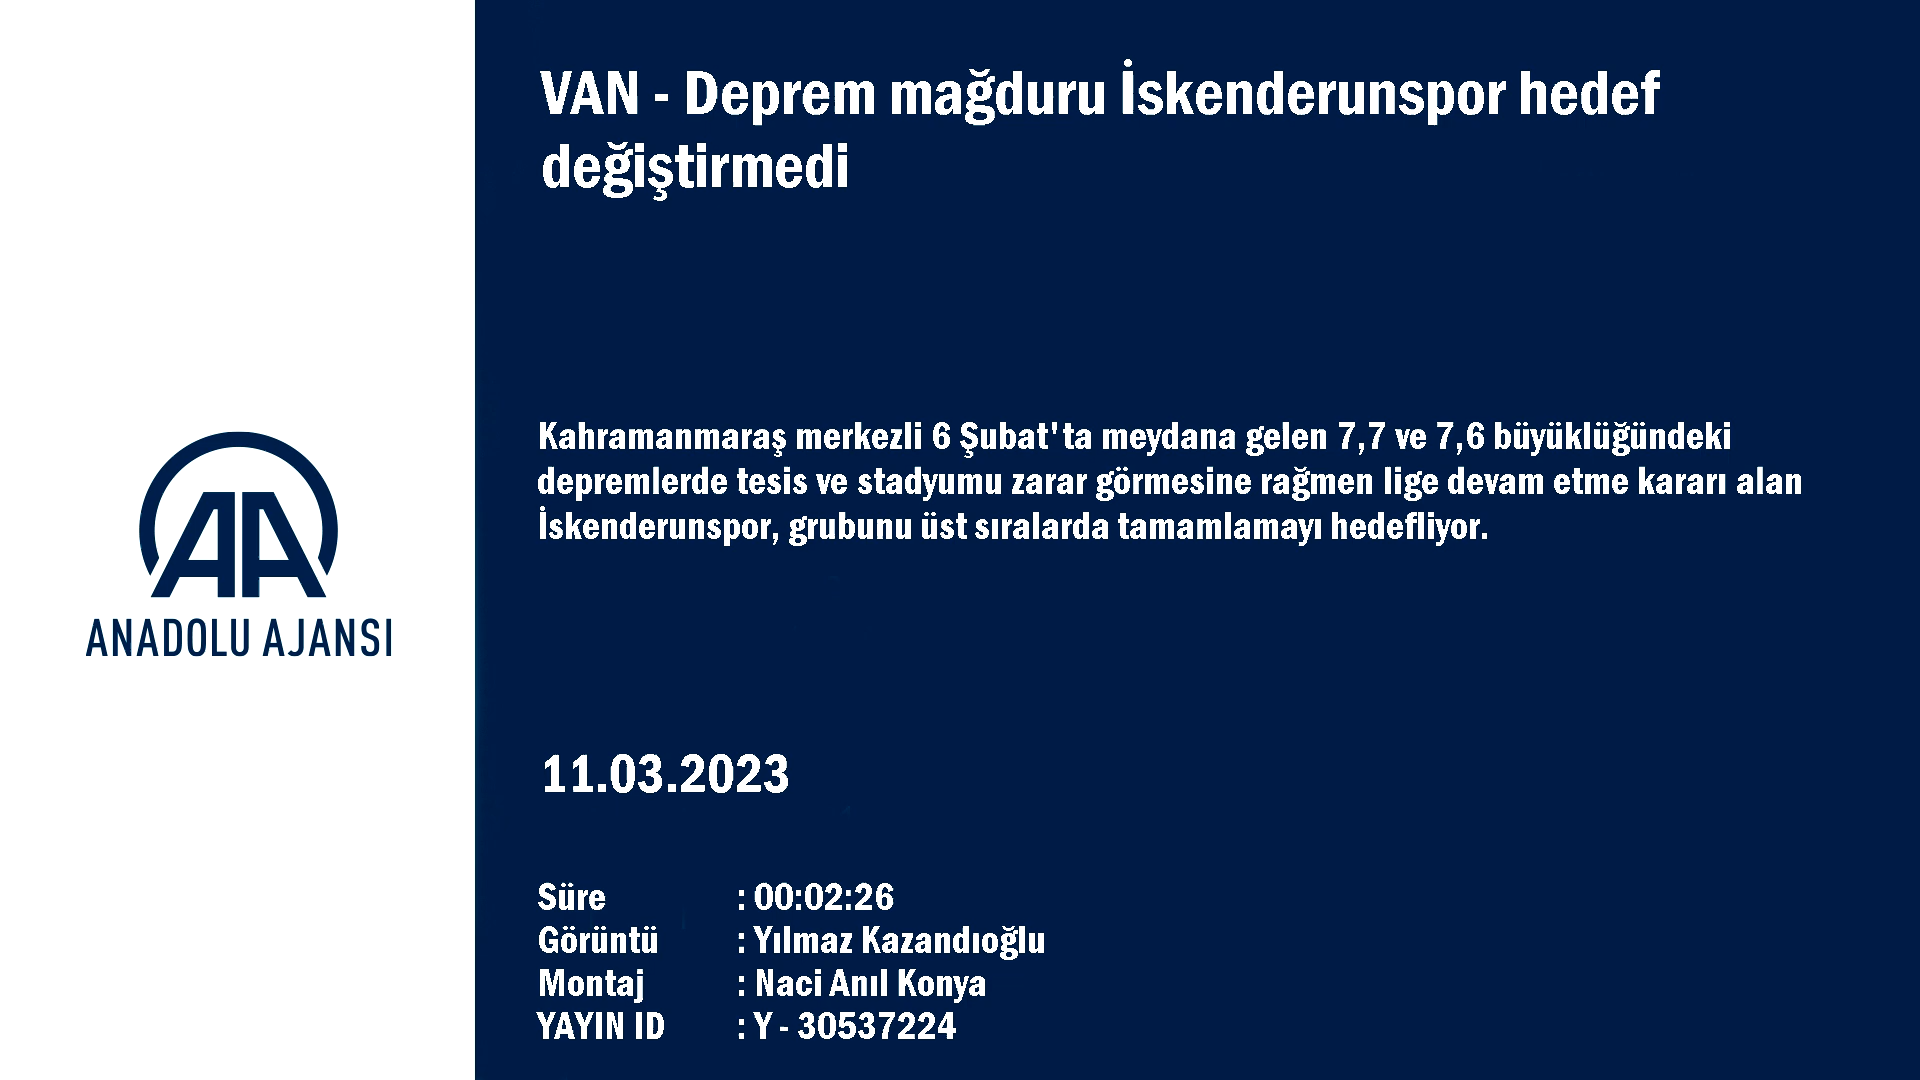 VAN - Deprem mağduru İskenderunspor hedef
değiştirmedi
Kahramanmaraş merkezli 6 Şubat'ta meydana gelen 7,7 ve 7,6 büyüklüğündeki
depremlerde tesis ve stadyumu zarar görmesine rağmen lige devam etme kararı alan
İskenderunspor, grubunu üst sıralarda tamamlamayı hedefliyor.
AA
ANADOLU AJANSI
11.03.2023
Süre : 00:02:26
Görüntü : Yılmaz Kazandıoğlu
Montaj : Naci Anıl Konya
YAYIN ID : Y - 30537224